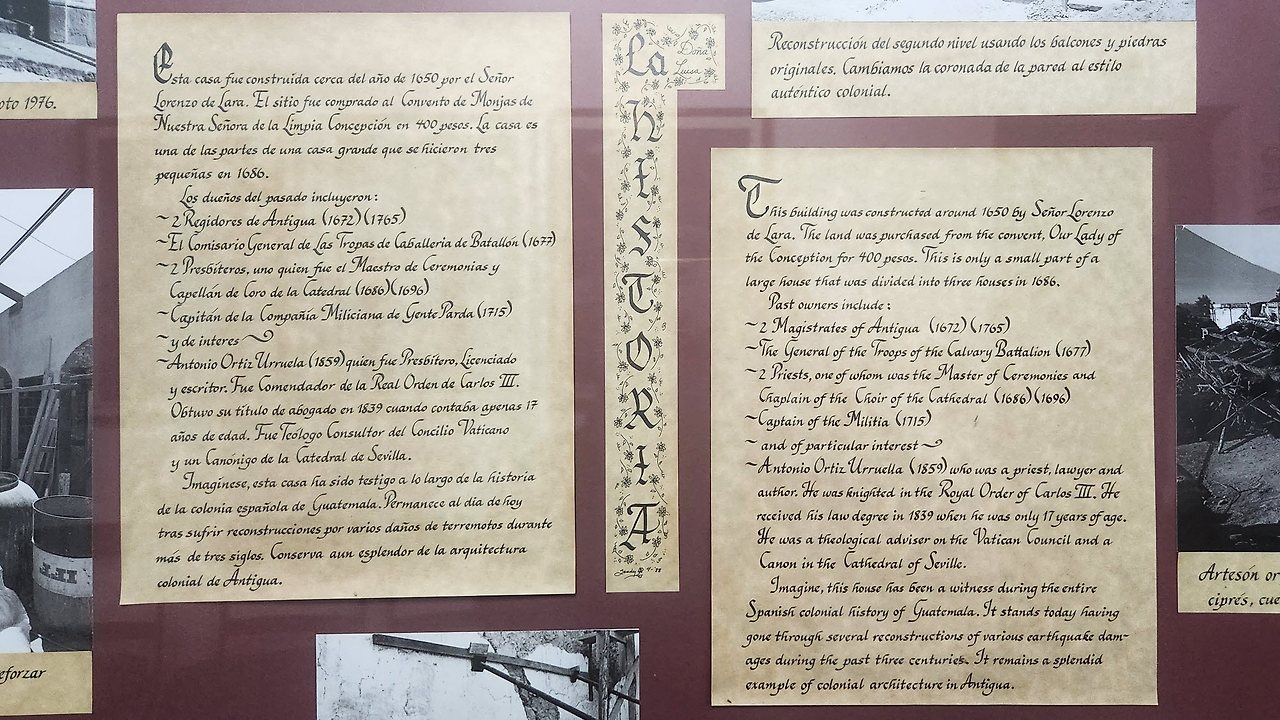 oto 1976.
Esta casa fue construida cerca del año de 1650 por el Señor
Lorenzo de Lara. El sitio fue comprado al Convento de Monjas de
Nuestra Señora de la Limpia Concepción en 400 pesos. La casa es
una de las partes de una casa grande que se hicieron tres
pequeñas en 1686.
Los dueños del pasado incluyeron:
~2 Regidores de Antigua (1672)(1765)
~El Comisario General de Las Tropas de Caballeria de Batallón (1677)
~2 Presbíteros, uno quien fue el Maestro de Ceremonias y
Capellán de Coro de la Catedral (1686)(1696)
~Capitán de la Compañía Miliciana de Gente Parda (1715)
~y de interes~
~Antonio Ortiz Urruela (1859) quien fue Presbítero, Licenciado
y escritor. Fue Comendador de la Real Orden de Carlos III.
Obtuvo su título de abogado en 1839 cuando contaba apenas 17
años de edad. Fue Teólogo Consultor del Concilio Vaticano
y un Canónigo de la Catedral de Sevilla.
Imagínese, esta casa ha sido testigo a lo largo de la historia
de la colonia española de Guatemala. Permanece al día de hoy
tras sufrir reconstrucciones por varios daños de terremotos durante
más de tres siglos. Conserva aun esplendor de la arquitectura
colonial de Antigua.
La
Doña
Luisa
HISTORIA
Reconstrucción del segundo nivel usando los balcones y piedras
originales. Cambiamos la coronada de la pared al estilo
auténtico colonial.
This building was constructed around 1650 by Señor Lorenzo
de Lara. The land was purchased from the convent, Our Lady of
the Conception for 400 pesos. This is only a small part of a
large house that was divided into three houses in 1686.
Past owners include:
~2 Magistrates of Antigua (1672)(1765)
~The General of the Troops of the Calvary Battalion (1677)
~2 Priests, one of whom was the Master of Ceremonies and
Chaplain of the Choir of the Cathedral (1686)(1696)
~Captain of the Militia (1715)
~and of particular interest~
~Antonio Ortiz Urruella (1859) who was a priest, lawyer and
author. He was knighted in the Royal Order of Carlos III. He
received his law degree in 1839 when he was only 17 years of age.
He was a theological adviser on the Vatican Council and a
Canon in the Cathedral of Seville.
Imagine, this house has been a witness during the entire
Spanish colonial history of Guatemala. It stands today having
gone through several reconstructions of various earthquake dam-
ages during the past three centuries. It remains a splendid
example of colonial architecture in Antigua.
Artesón or
ciprés, cue
eforzar